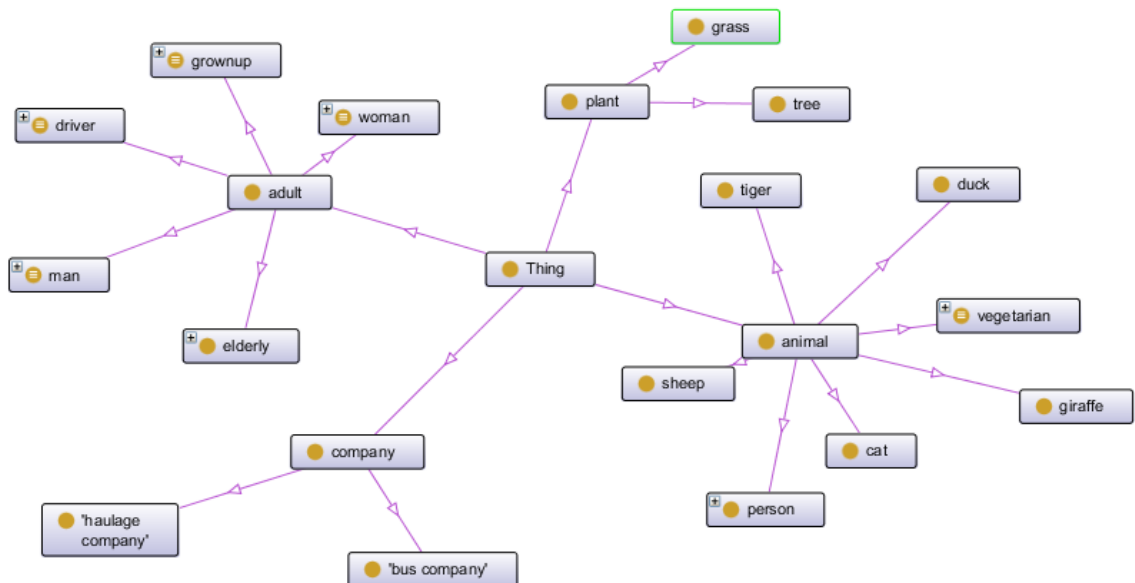 grass
grownup
plant
tree
woman
driver
adult
tiger
duck
Thing
man
vegetarian
animal
elderly
sheep
giraffe
company
cat
person
'haulage
company'
'bus company'